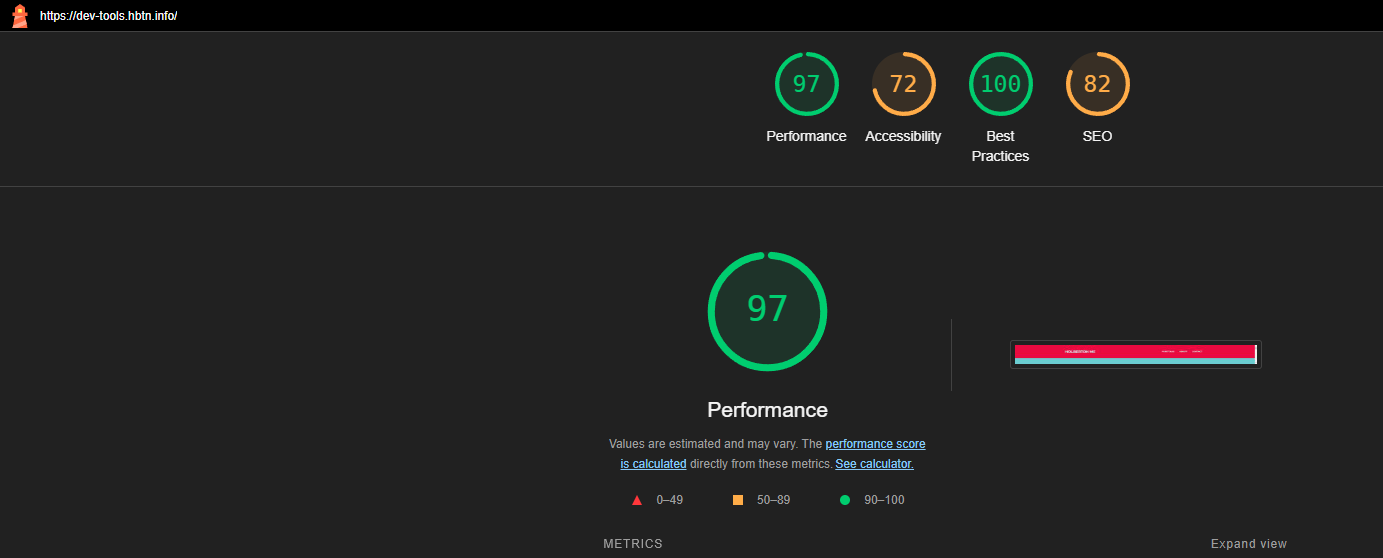 https://dev-tools.hbtn.info/
97
72
100
82
Performance
Accessibility
Best
Practices
SEO
97
Performance
Values are estimated and may vary. The performance score
is calculated directly from these metrics. See calculator.
0–49
50–89
90–100
METRICS
Expand view